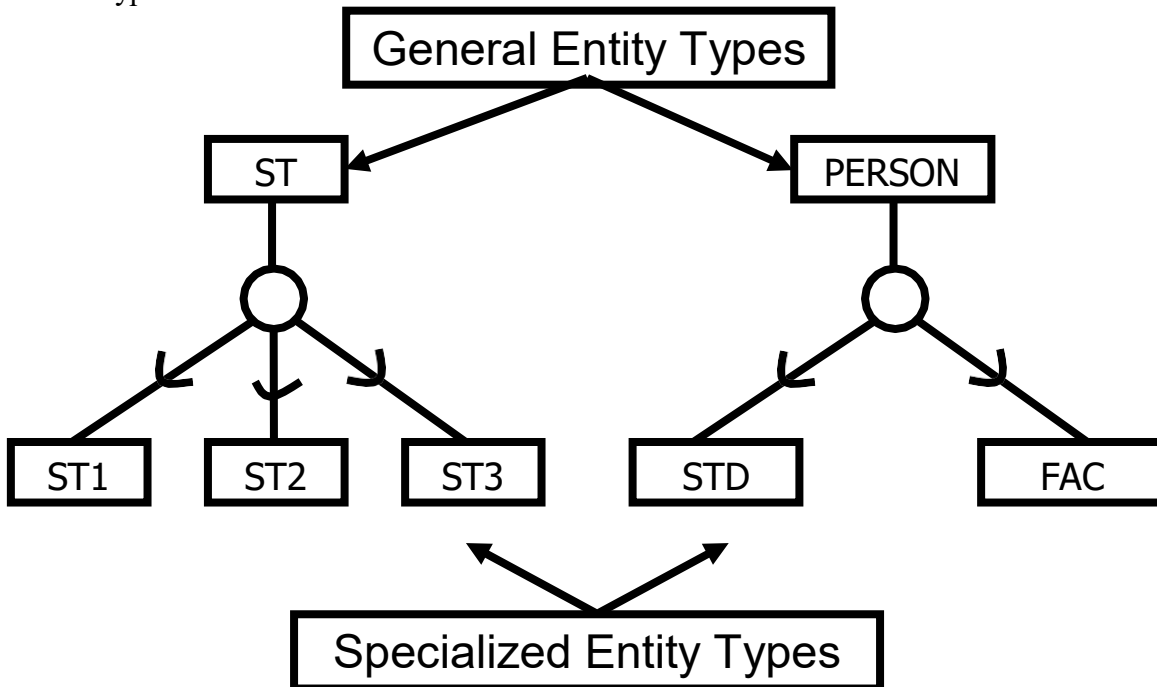 General Entity Types
ST
PERSON
ST1
ST2
ST3
STD
FAC
Specialized Entity Types